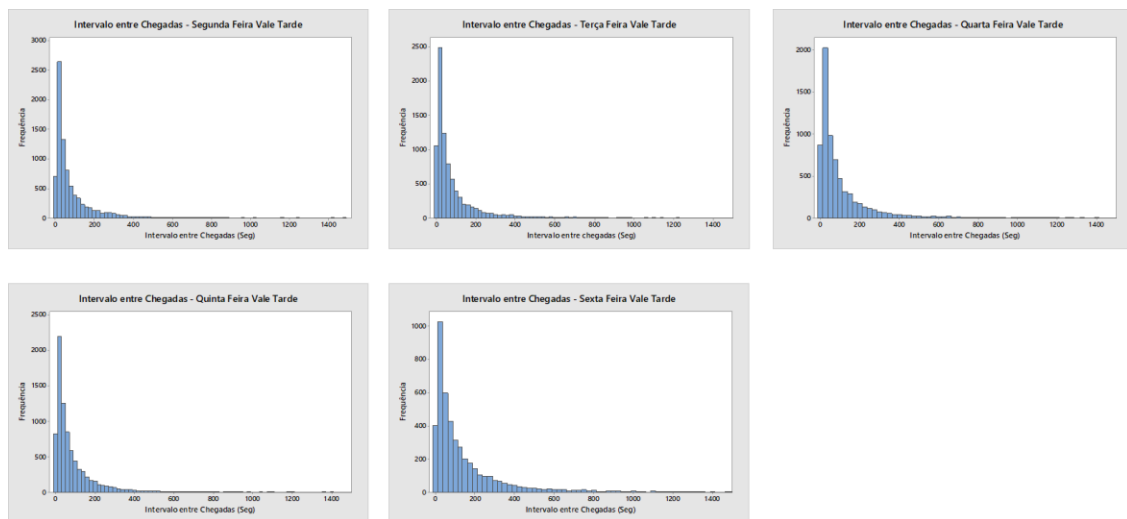 Intervalo entre Chegadas - Segunda Feira Vale Tarde
3000
2500
2000
1500
1000
500
0
Frequência
0 200 400 600 800 1000 1200 1400
Intervalo entre Chegadas (Seg)
Intervalo entre Chegadas - Terça Feira Vale Tarde
2500
2000
1500
1000
500
0
Frequência
0 200 400 600 800 1000 1200 1400
Intervalo entre chegadas (Seg)
Intervalo entre Chegadas - Quarta Feira Vale Tarde
2000
1500
1000
500
0
Frequência
0 200 400 600 800 1000 1200 1400
Intervalo entre Chegadas (Seg)
Intervalo entre Chegadas - Quinta Feira Vale Tarde
2500
2000
1500
1000
500
0
Frequência
0 200 400 600 800 1000 1200 1400
Intervalo entre Chegadas (Seg)
Intervalo entre Chegadas - Sexta Feira Vale Tarde
1000
800
600
400
200
0
Frequência
0 200 400 600 800 1000 1200 1400
Intervalo entre Chegadas (Seg)